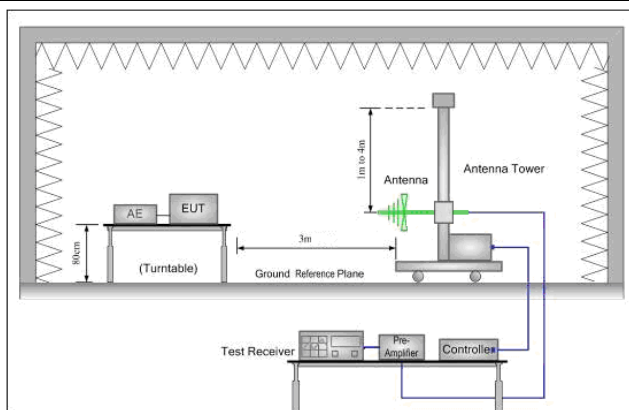 1m to 4m
Antenna
Antenna Tower
AE
EUT
80cm
(Turntable)
3m
Ground Reference Plane
Test Receiver
Pre-
Amplifier
Controller